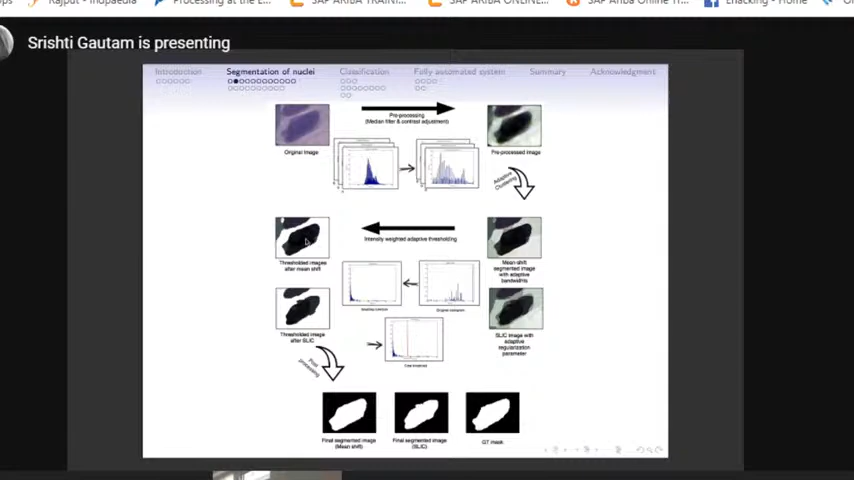 Rajput - Indiaedia
Processing at the E...
SAP ARIBA TRAINI...
SAP ARIBA ONLINE...
SAP Ariba Online Tr...
Ehacking - Home
Srishti Gautam is presenting
Introduction
Segmentation of nuclei
Classification
Fully automated system
Summary
Acknowledgment
Pre-processing
(Median filter & contrast adjustment)
Original Image
Pre-processed image
Adaptive
Clustering
Intensity weighted adaptive thresholding
Thresholded images
after mean shift
Mean-shift
segmented image
with adaptive
bandwidths
Thresholded image
after SLIC
SLIC image with
adaptive
regularization
parameter
Post
processing
Final segmented image
(Mean shift)
Final segmented image
(SLIC)
GT mask